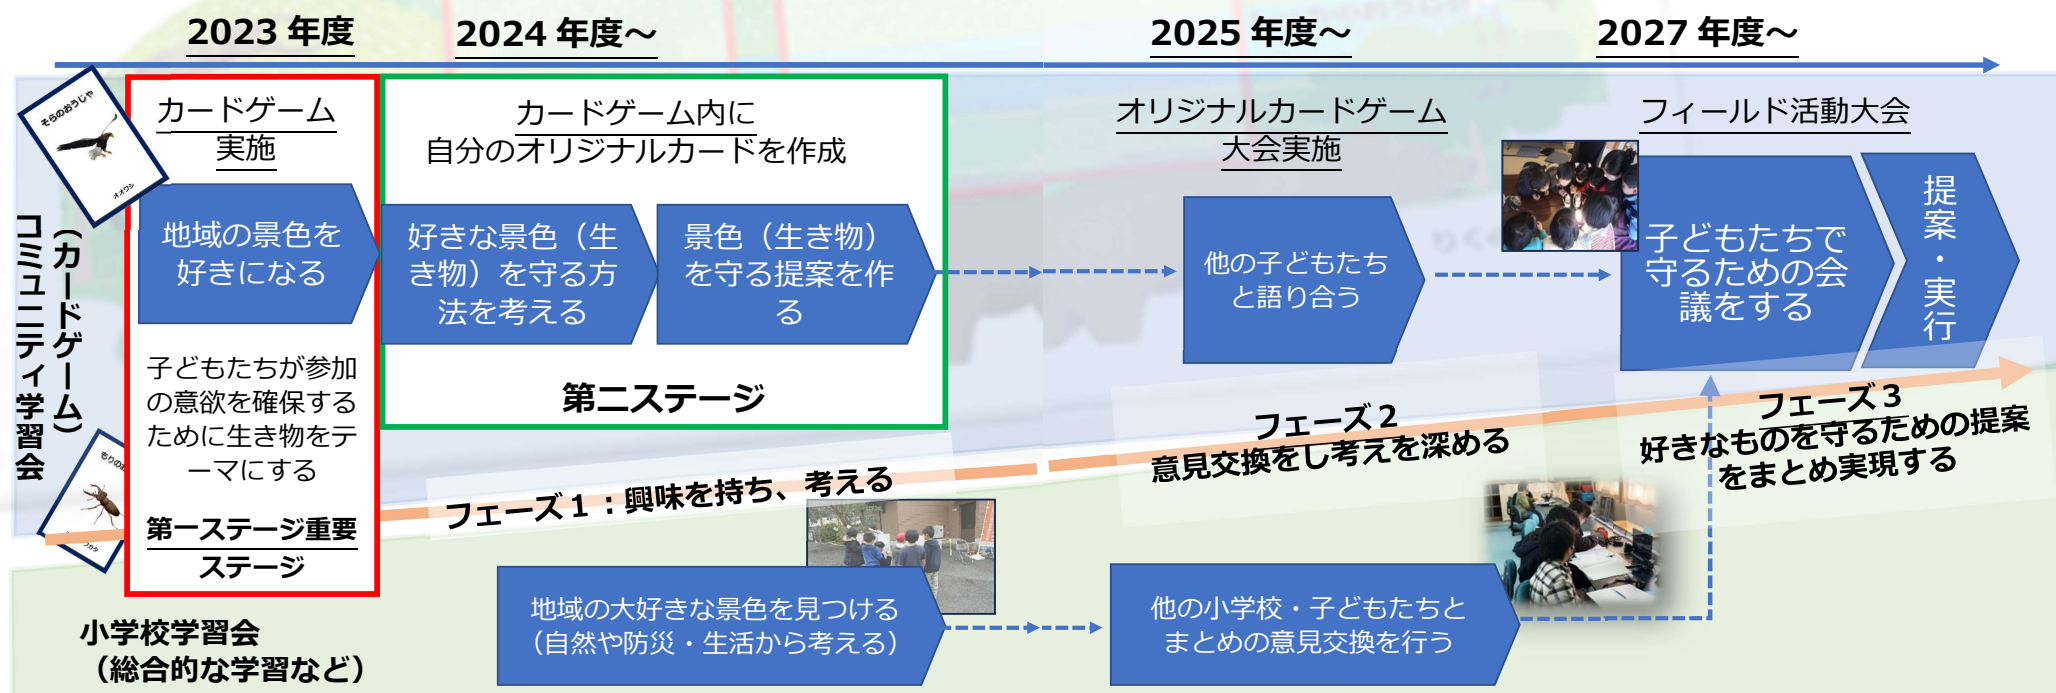 2023 年度
2024 年度～
2025 年度～
2027 年度～
そらのおうじゃ
オオワシ
カードゲーム
実施
地域の景色を
好きになる
子どもたちが参加
の意欲を確保する
ために生き物をテ
ーマにする
第一ステージ重要
ステージ
カードゲーム内に
自分のオリジナルカードを作成
好きな景色（生
き物）を守る方
法を考える
景色（生き物）
を守る提案を作
る
第二ステージ
オリジナルカードゲーム
大会実施
他の子どもたち
と語り合う
フィールド活動大会
子どもたちで
守るための会
議をする
提案・実行
コミュニティ学習会
（カードゲーム）
フェーズ１：興味を持ち、考える
フェーズ２
意見交換をし考えを深める
フェーズ３
好きなものを守るための提案
をまとめ実現する
小学校学習会
（総合的な学習など）
地域の大好きな景色を見つける
（自然や防災・生活から考える）
他の小学校・子どもたちと
まとめの意見交換を行う